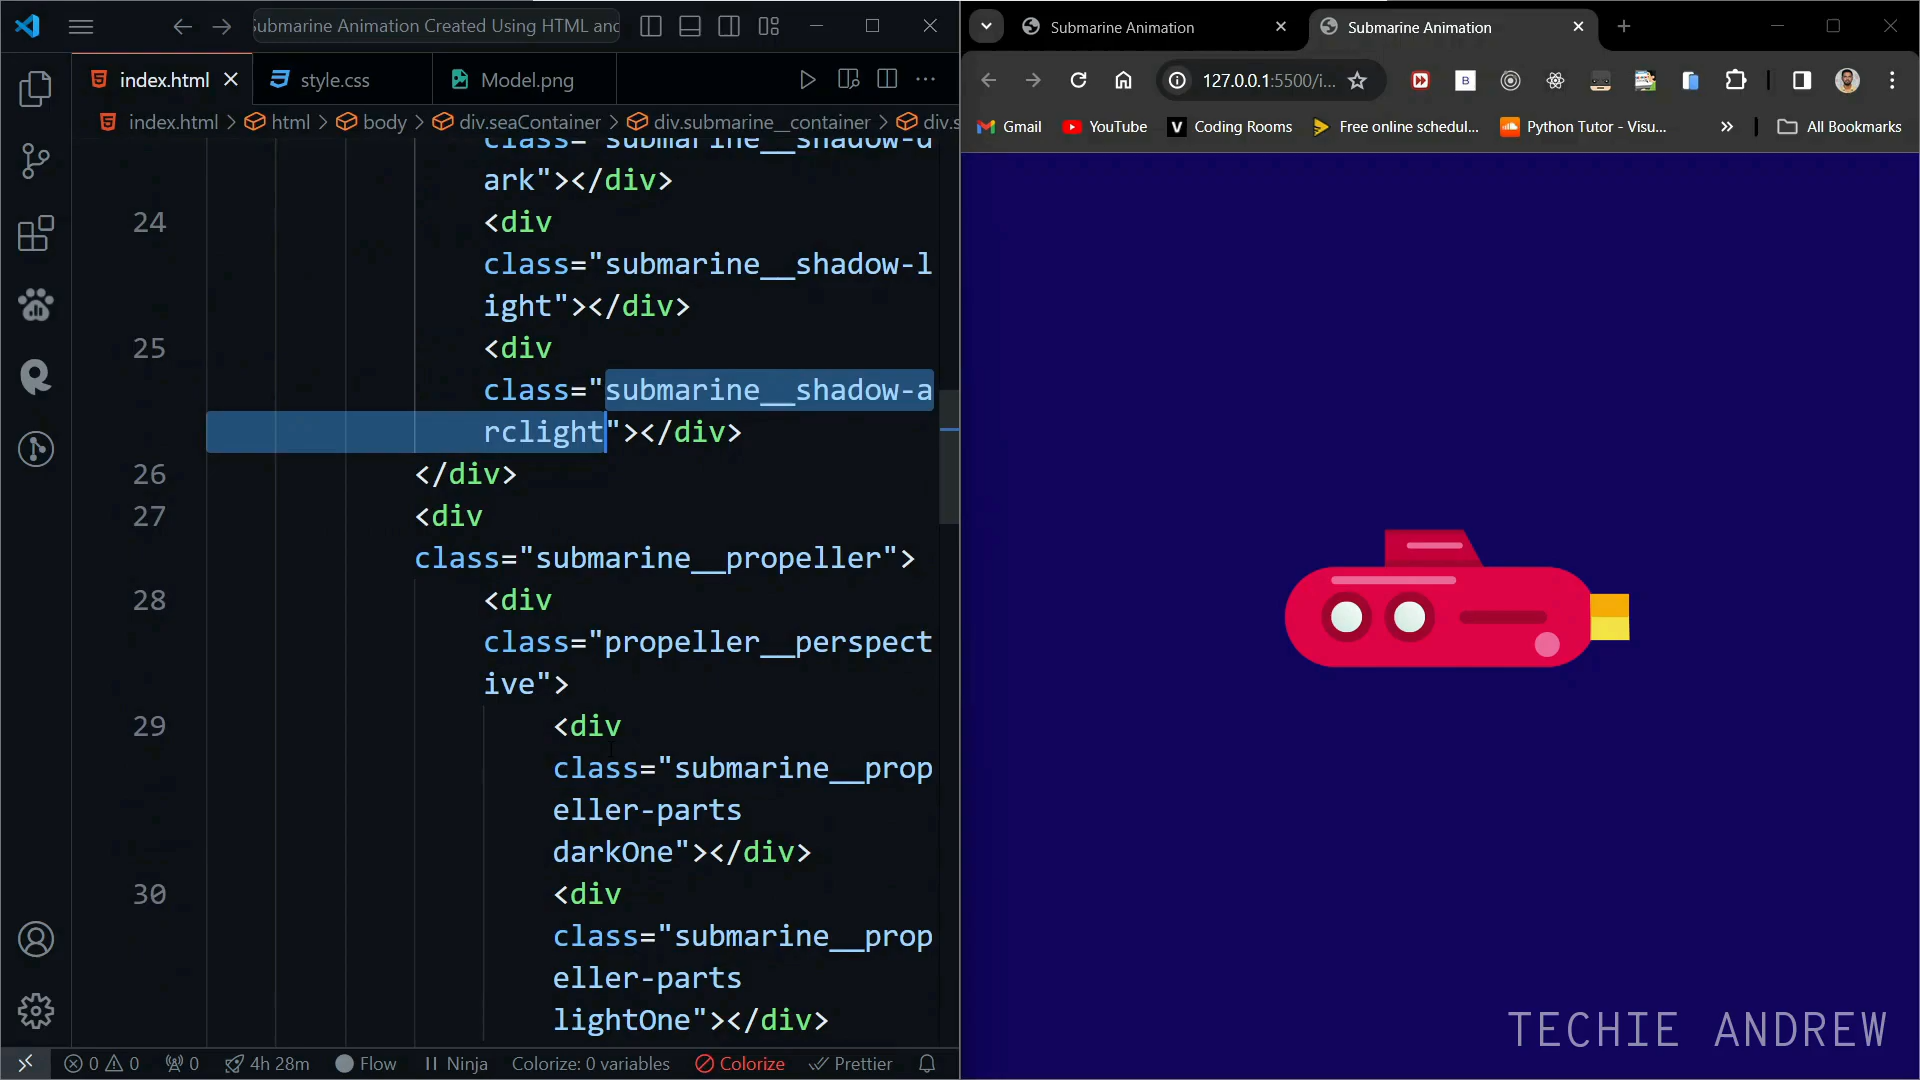 Submarine Animation Created Using HTML and
index.html
style.css
Model.png
index.html > html > body > div.seaContainer > div.submarine__container > div.s
class="submarine__shadow-d
ark"></div>
24 <div
class="submarine__shadow-l
ight"></div>
25 <div
class="submarine__shadow-a
rclight"></div>
26 </div>
27 <div
class="submarine__propeller">
28 <div
class="propeller__perspect
ive">
29 <div
class="submarine__prop
eller-parts
darkOne"></div>
30 <div
class="submarine__prop
eller-parts
lightOne"></div>
0 0 0 4h 28m Flow Ninja Colorize: 0 variables Colorize Prettier
Submarine Animation
Submarine Animation
127.0.0.1:5500/i...
Gmail YouTube Coding Rooms Free online schedul... Python Tutor - Visu... » All Bookmarks
TECHIE ANDREW